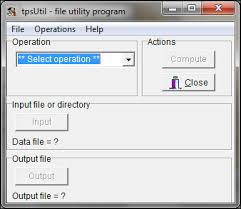 tpsUtil - file utility program
File Operations Help
Operation
Actions
** Select operation **
Compute
Close
Input file or directory
Input
Data file = ?
Output file
Output
Output file = ?